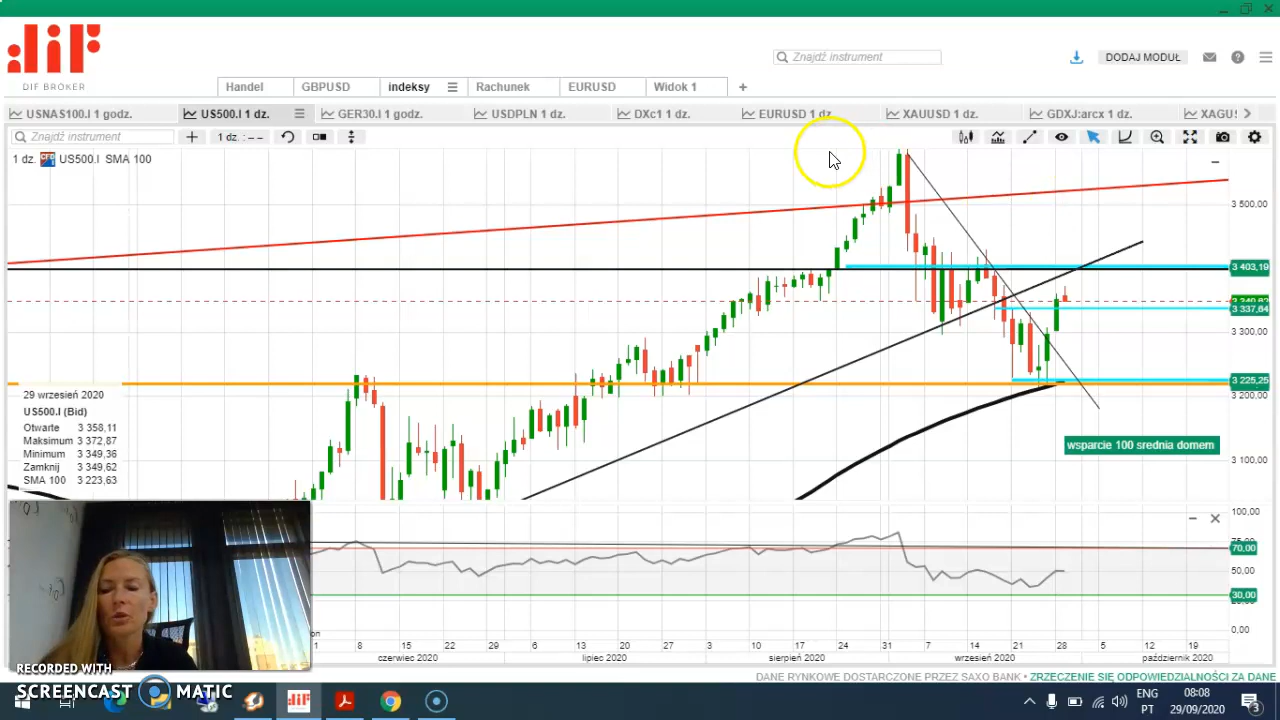 DIF BRÓKER
Znajdź instrument
DODAJ MODUŁ
Handel
GBPUSD
indeksy
Rachunek
EURUSD
Widok 1
USNAS100.I 1 godz.
US500.I 1 dz.
GER30.I 1 godz.
USDPLN 1 dz.
DXc1 1 dz.
EURUSD 1 dz.
XAUUSD 1 dz.
GDXJ:arcx 1 dz.
XAGU
Znajdź instrument
1 dz.
1 dz. US500.I SMA 100
3 500,00
3 403,19
3 337,64
3 300,00
3 225,25
3 200,00
3 100,00
29 wrzesień 2020
US500.I (Bid)
Otwarte 3 358,11
Maksimum 3 372,87
Minimum 3 349,36
Zamknij 3 349,62
SMA 100 3 223,63
wsparcie 100 srednia domem
100,00
70,00
50,00
30,00
0,00
1 8 15 22 29 6 13 20 27 3 10 17 24 31 7 14 21 28 5 12 19
czerwiec 2020 lipiec 2020 sierpień 2020 wrzesień 2020 październik 2020
DANE RYNKOWE DOSTARCZONE PRZEZ SAXO BANK • ZRZECZENIE SIĘ ODPOWIEDZIALNOŚCI ZA DANE
RECORDED WITH
SCREENCAST MATIC
ENG
PT
08:08
29/09/2020
3